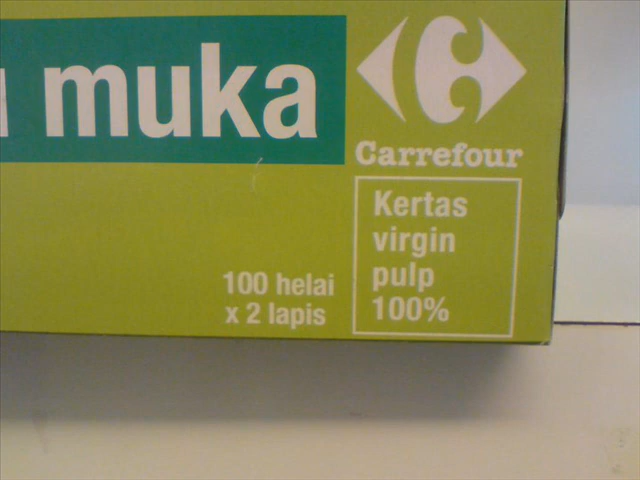 muka
Carrefour
Kertas
virgin
pulp
100%
100 helai
x 2 lapis